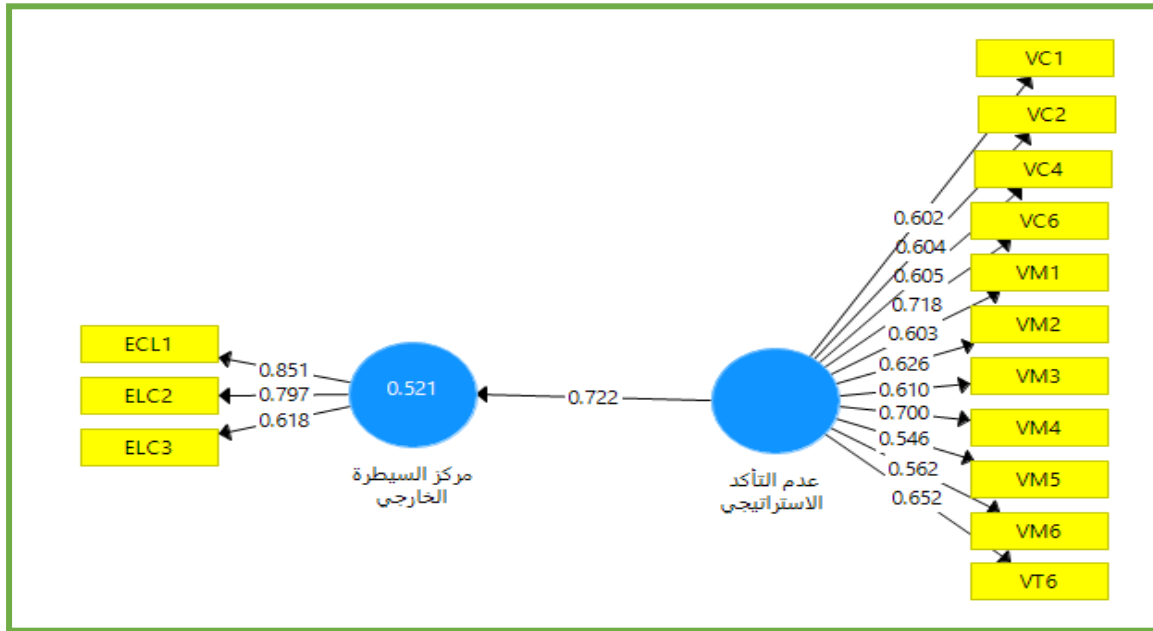 VC1
VC2
VC4
VC6
VM1
VM2
VM3
VM4
VM5
VM6
VT6
0.602
0.604
0.605
0.718
0.603
0.626
0.610
0.700
0.546
0.562
0.652
ECL1
ELC2
ELC3
0.851
0.797
0.618
0.521
0.722
مركز السيطرة
الخارجي
عدم التأكد
الاستراتيجي